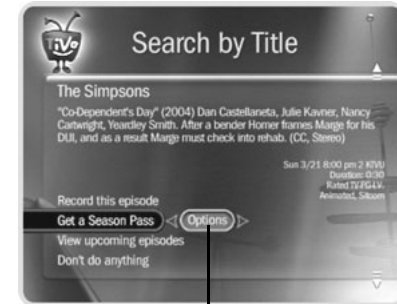 TiVo
Search by Title
The Simpsons
"Co-Dependent's Day" (2004) Dan Castellaneta, Julie Kavner, Nancy
Cartwright, Yeardley Smith. After a bender Homer frames Marge for his
DUI, and as a result Marge must check into rehab. (CC, Stereo)
Sun 3/21 8:00 pm 2 KTVU
Duration: 0:30
Rated TV-PG-LV.
Animated, Sitcom
Record this episode
Get a Season Pass Options
View upcoming episodes
Don't do anything